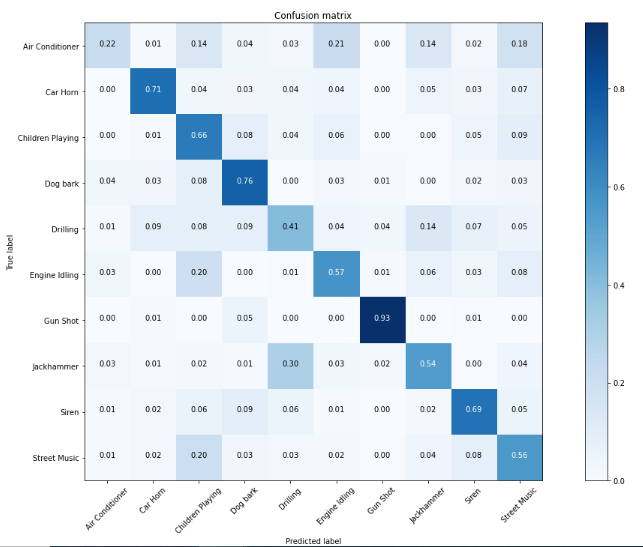 Confusion matrix
Air Conditioner 0.22 0.01 0.14 0.04 0.03 0.21 0.00 0.14 0.02 0.18
Car Horn 0.00 0.71 0.04 0.03 0.04 0.04 0.00 0.05 0.03 0.07
Children Playing 0.00 0.01 0.66 0.08 0.04 0.06 0.00 0.00 0.05 0.09
Dog bark 0.04 0.03 0.08 0.76 0.00 0.03 0.01 0.00 0.02 0.03
Drilling 0.01 0.09 0.08 0.09 0.41 0.04 0.04 0.14 0.07 0.05
Engine Idling 0.03 0.00 0.20 0.00 0.01 0.57 0.01 0.06 0.03 0.08
Gun Shot 0.00 0.01 0.00 0.05 0.00 0.00 0.93 0.00 0.01 0.00
Jackhammer 0.03 0.01 0.02 0.01 0.30 0.03 0.02 0.54 0.00 0.04
Siren 0.01 0.02 0.06 0.09 0.06 0.01 0.00 0.02 0.69 0.05
Street Music 0.01 0.02 0.20 0.03 0.03 0.02 0.00 0.04 0.08 0.56
True label
Air Conditioner Car Horn Children Playing Dog bark Drilling Engine Idling Gun Shot Jackhammer Siren Street Music
Predicted label
0.8
0.6
0.4
0.2
0.0